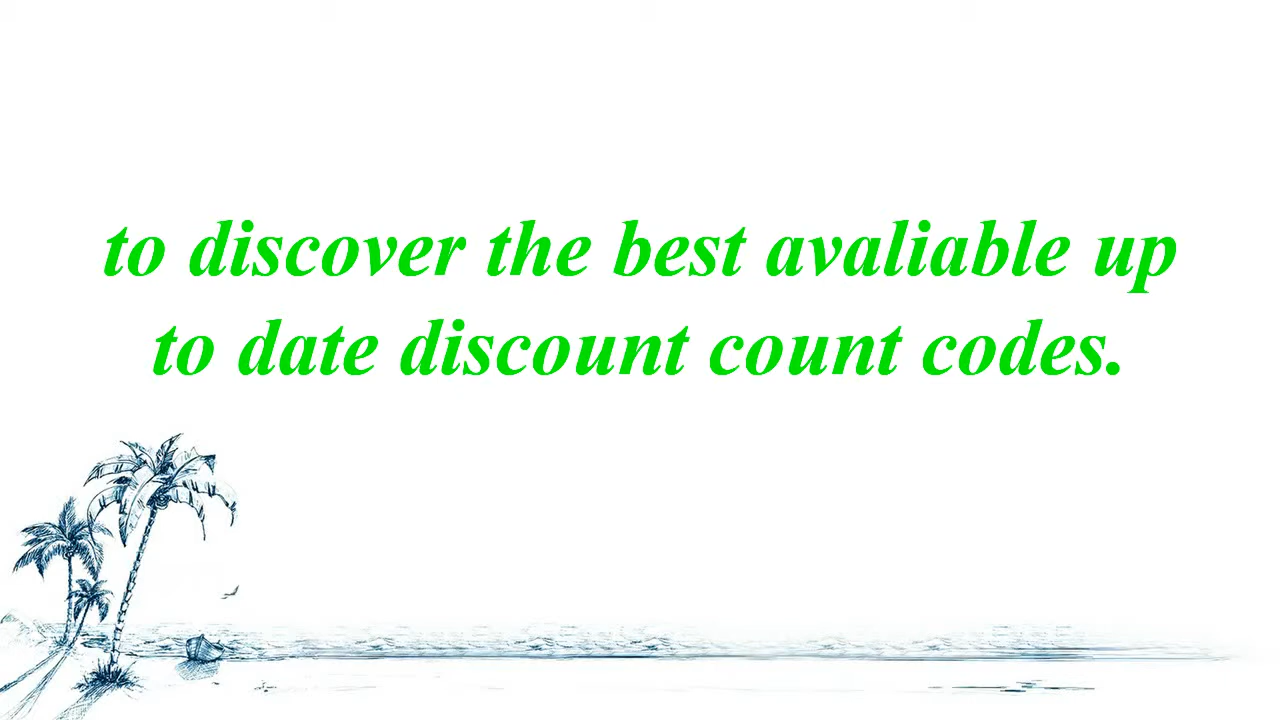 to discover the best avaliable up
to date discount count codes.